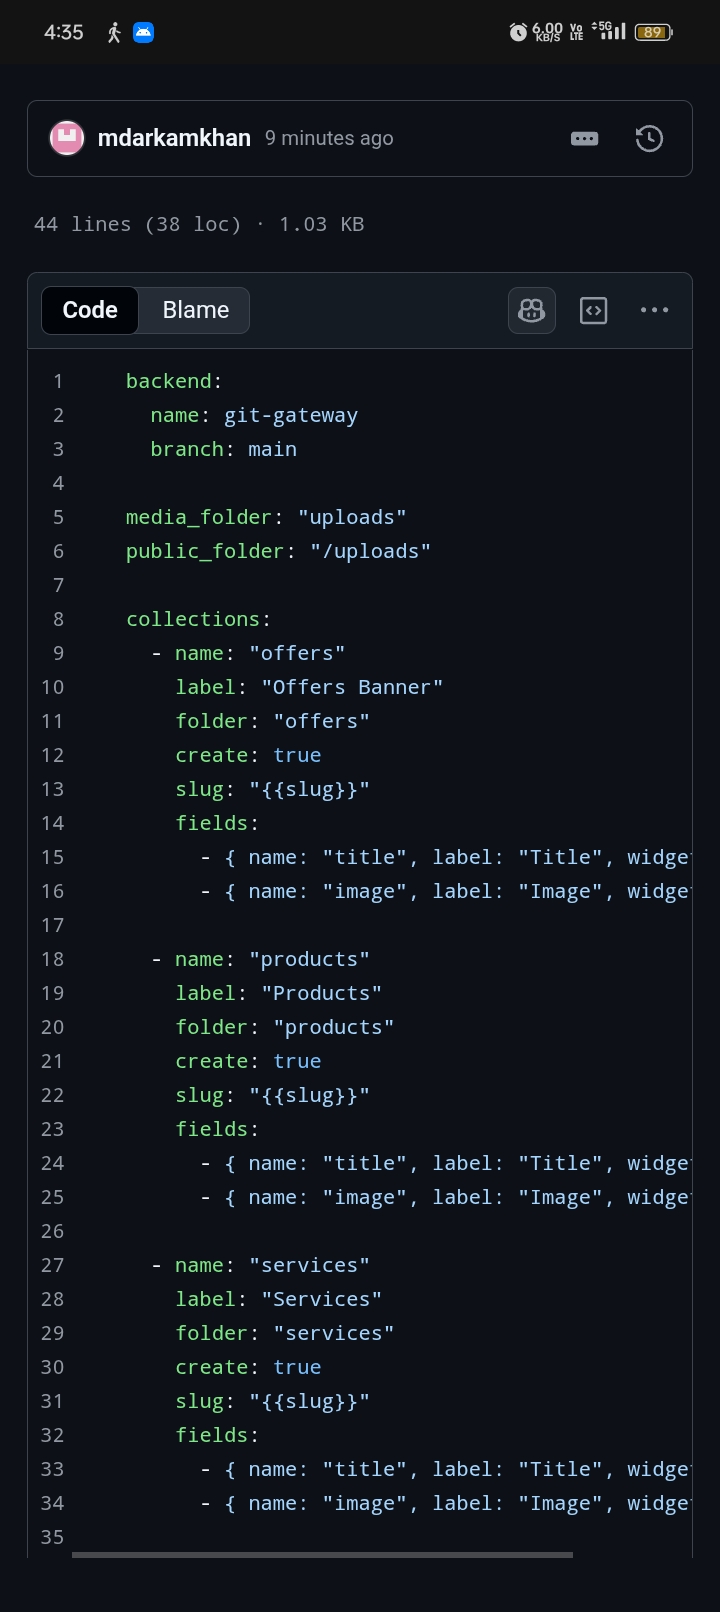 4:35 6.00 KB/S Vo LTE 5G 89
mdarkamkhan 9 minutes ago
44 lines (38 loc) · 1.03 KB
Code Blame
1 backend:
2 name: git-gateway
3 branch: main
4
5 media_folder: "uploads"
6 public_folder: "/uploads"
7
8 collections:
9 - name: "offers"
10 label: "Offers Banner"
11 folder: "offers"
12 create: true
13 slug: "{{slug}}"
14 fields:
15 - { name: "title", label: "Title", widge
16 - { name: "image", label: "Image", widge
17
18 - name: "products"
19 label: "Products"
20 folder: "products"
21 create: true
22 slug: "{{slug}}"
23 fields:
24 - { name: "title", label: "Title", widge
25 - { name: "image", label: "Image", widge
26
27 - name: "services"
28 label: "Services"
29 folder: "services"
30 create: true
31 slug: "{{slug}}"
32 fields:
33 - { name: "title", label: "Title", widge
34 - { name: "image", label: "Image", widge
35